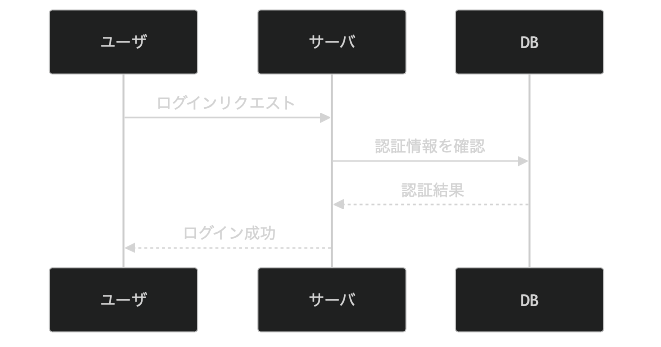 ユーザ
サーバ
DB
ログインリクエスト
認証情報を確認
認証結果
ログイン成功
ユーザ
サーバ
DB